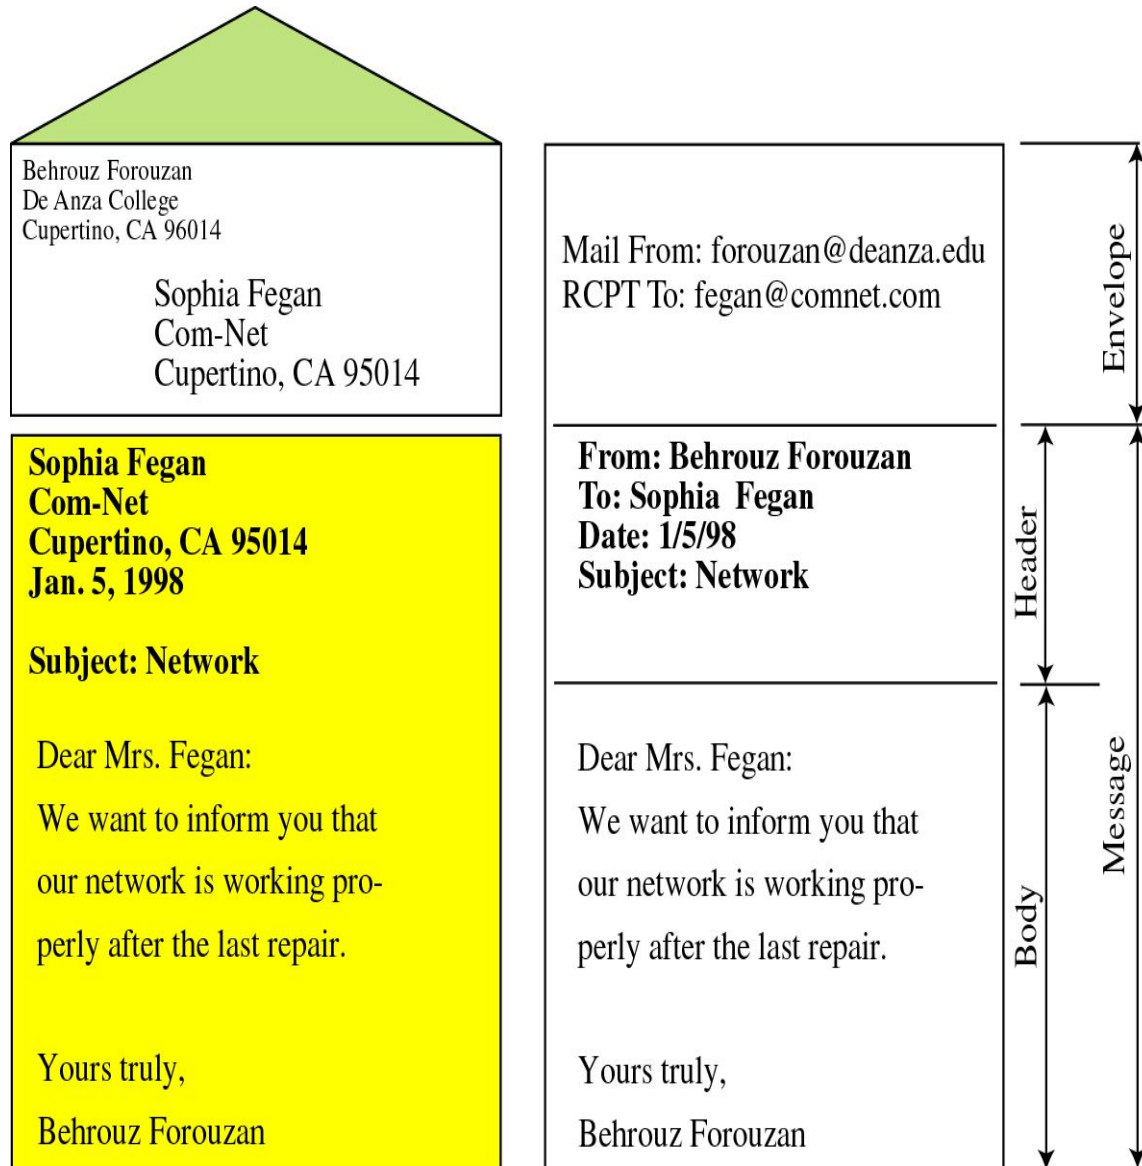 Behrouz Forouzan
De Anza College
Cupertino, CA 96014
Sophia Fegan
Com-Net
Cupertino, CA 95014
Sophia Fegan
Com-Net
Cupertino, CA 95014
Jan. 5, 1998
Subject: Network
Dear Mrs. Fegan:
We want to inform you that
our network is working pro-
perly after the last repair.
Yours truly,
Behrouz Forouzan
Mail From: forouzan@deanza.edu
RCPT To: fegan@comnet.com
From: Behrouz Forouzan
To: Sophia Fegan
Date: 1/5/98
Subject: Network
Dear Mrs. Fegan:
We want to inform you that
our network is working pro-
perly after the last repair.
Yours truly,
Behrouz Forouzan
Envelope
Header
Message
Body